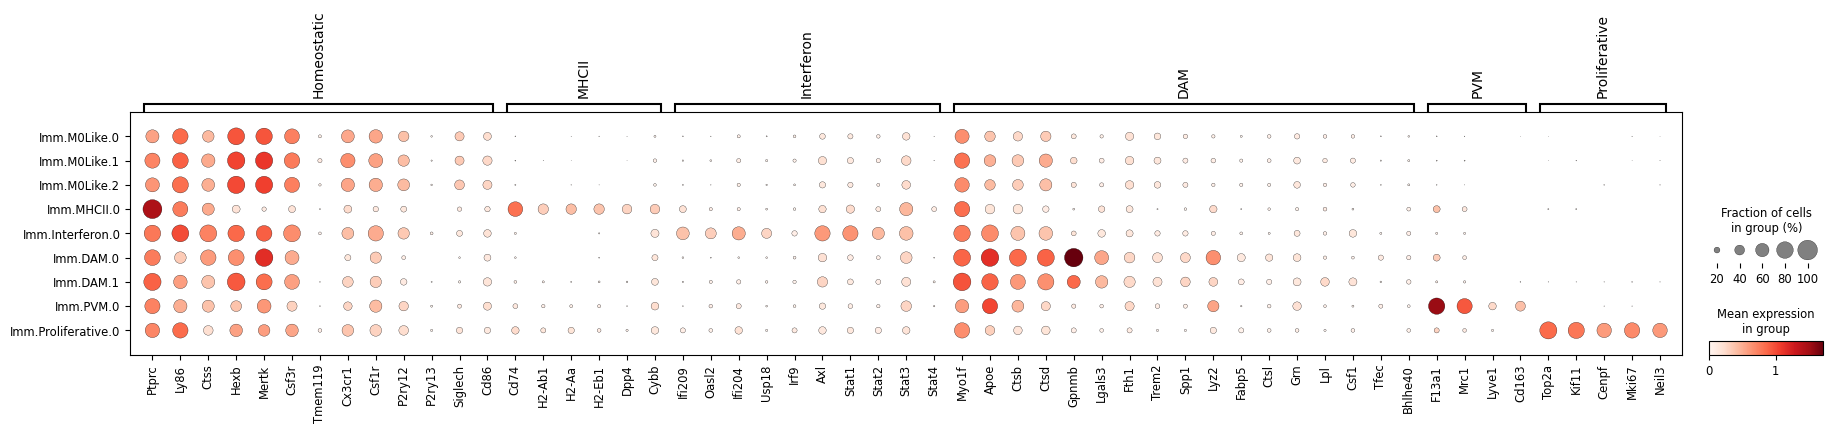 Homeostatic
MHCII
Interferon
DAM
PVM
Proliferative
Imm.M0Like.0
Imm.M0Like.1
Imm.M0Like.2
Imm.MHCII.0
Imm.Interferon.0
Imm.DAM.0
Imm.DAM.1
Imm.PVM.0
Imm.Proliferative.0
Ptprc
Ly86
Ctss
Hexb
Mertk
Csf3r
Tmem119
Cx3cr1
Csf1r
P2ry12
P2ry13
Siglech
Cd86
Cd74
H2-Ab1
H2-Aa
H2-Eb1
Dpp4
Cybb
Ifi209
Oasl2
Ifi204
Usp18
Irf9
Axl
Stat1
Stat2
Stat3
Stat4
Myo1f
Apoe
Ctsb
Ctsd
Gpnmb
Lgals3
Fth1
Trem2
Spp1
Lyz2
Fabp5
Ctsl
Grn
Lpl
Csf1
Tfec
Bhlhe40
F13a1
Mrc1
Lyve1
Cd163
Top2a
Kif11
Cenpf
Mki67
Neil3
Fraction of cells
in group (%)
20 40 60 80 100
Mean expression
in group
0 1